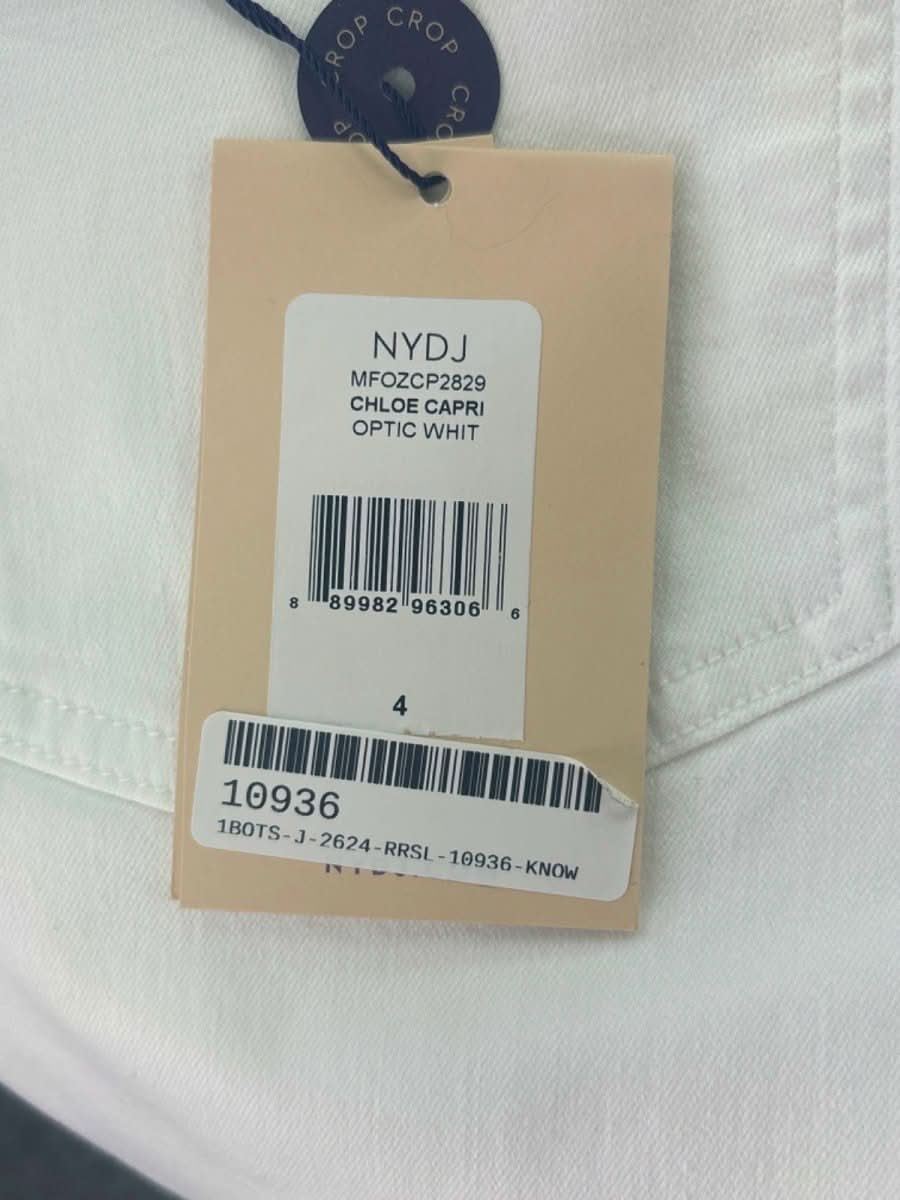 CROP CROP CROP CROP
NYDJ
MFOZCP2829
CHLOE CAPRI
OPTIC WHIT
8 89982 96306 6
4
10936
1BOTS-J-2624-RRSL-10936-KNOW